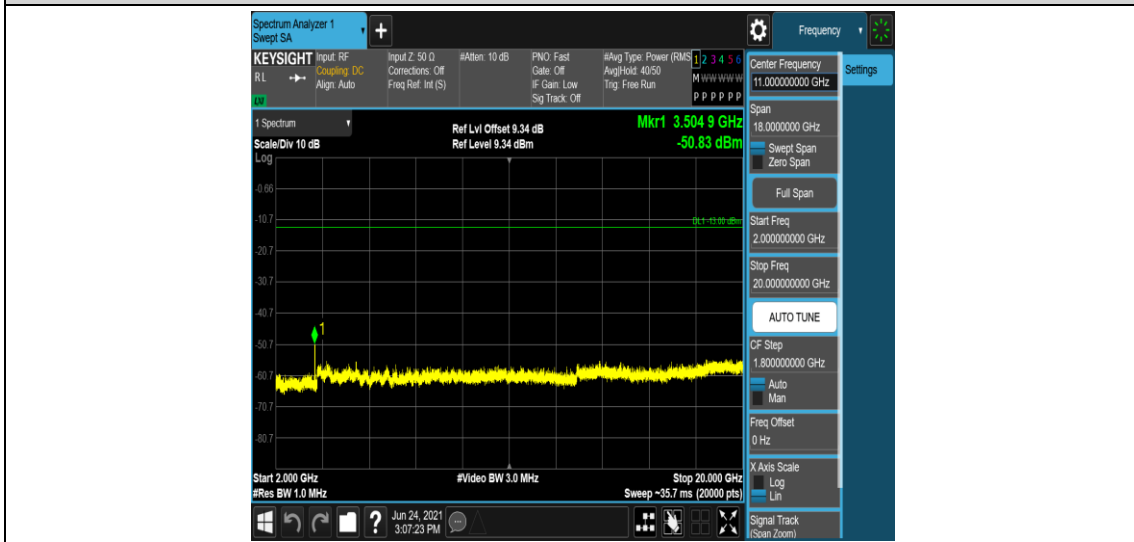 Spectrum Analyzer 1
Swept SA
+
Frequency
KEYSIGHT
RL
LXI
Input: RF
Coupling: DC
Align: Auto
Input Z: 50 Ω
Corrections: Off
Freq Ref: Int (S)
#Atten: 10 dB
PNO: Fast
Gate: Off
IF Gain: Low
Sig Track: Off
#Avg Type: Power (RMS
Avg|Hold: 40/50
Trig: Free Run
1 2 3 4 5 6
M W W W W W
P P P P P P
Center Frequency
11.000000000 GHz
Settings
1 Spectrum
Scale/Div 10 dB
Ref Lvl Offset 9.34 dB
Ref Level 9.34 dBm
Mkr1 3.504 9 GHz
-50.83 dBm
Log
-0.66
-10.7
-20.7
-30.7
-40.7
-50.7
-60.7
-70.7
-80.7
DL1 -13.00 dBm
1
Span
18.0000000 GHz
Swept Span
Zero Span
Full Span
Start Freq
2.000000000 GHz
Stop Freq
20.000000000 GHz
AUTO TUNE
CF Step
1.800000000 GHz
Auto
Man
Freq Offset
0 Hz
X Axis Scale
Log
Lin
Signal Track
(Span Zoom)
Start 2.000 GHz
#Res BW 1.0 MHz
#Video BW 3.0 MHz
Stop 20.000 GHz
Sweep ~35.7 ms (20000 pts)
?
Jun 24, 2021
3:07:23 PM